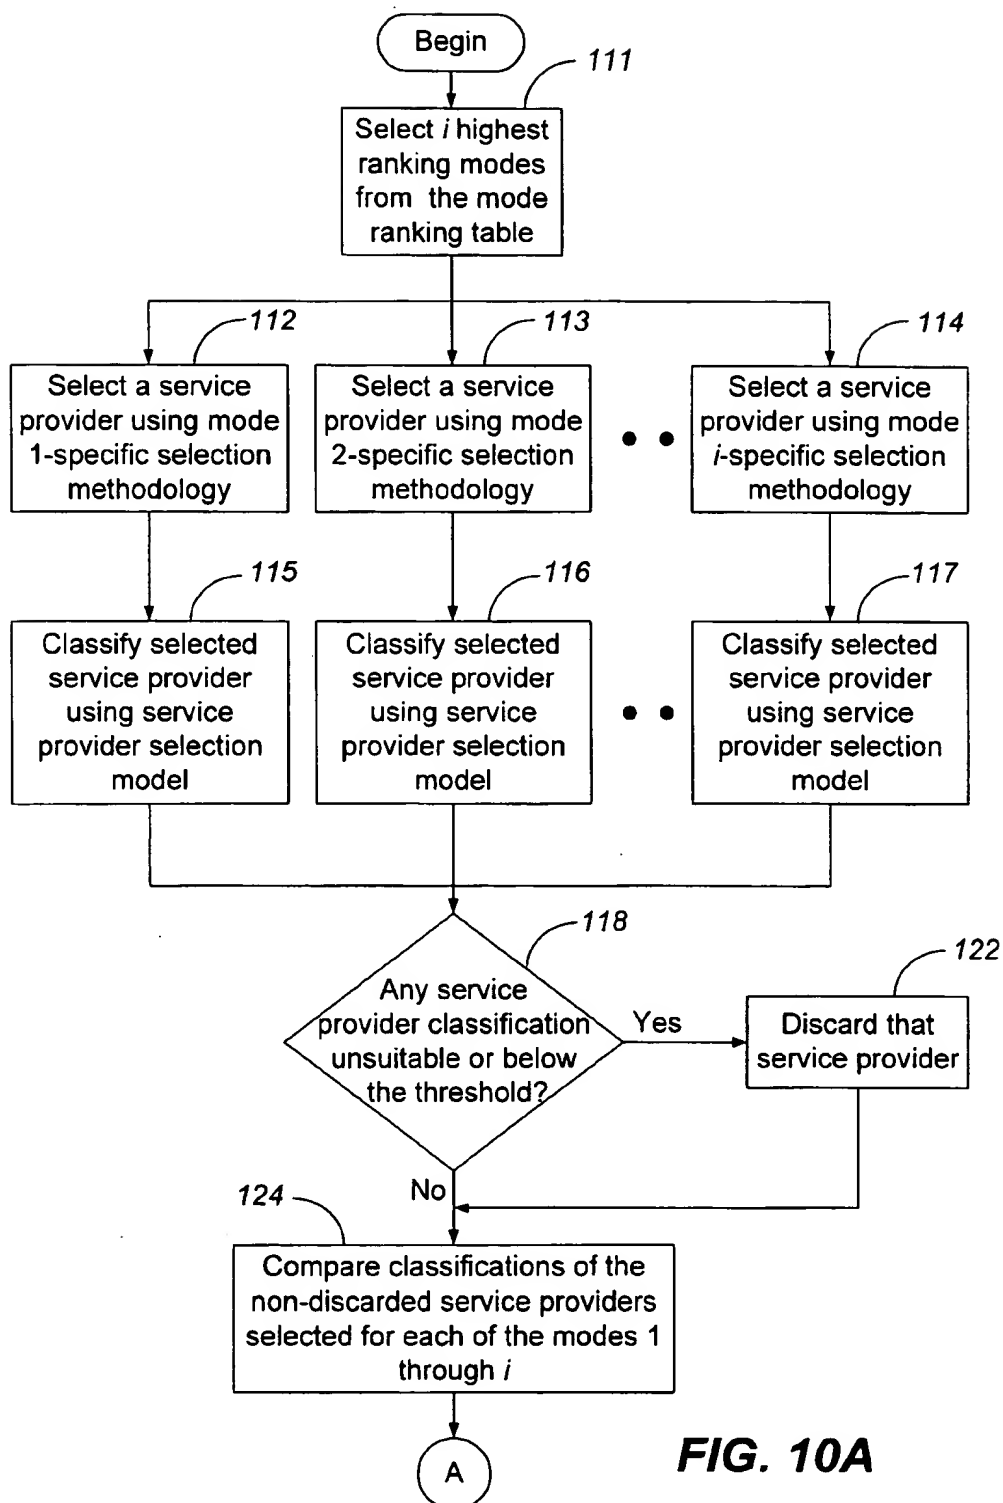 Begin
111
Select i highest
ranking modes
from the mode
ranking table
112
113
114
Select a service
provider using mode
1-specific selection
methodology
Select a service
provider using mode
2-specific selection
methodology
Select a service
provider using mode
i-specific selection
methodology
115
116
117
Classify selected
service provider
using service
provider selection
model
Classify selected
service provider
using service
provider selection
model
Classify selected
service provider
using service
provider selection
model
118
Any service
provider classification
unsuitable or below
the threshold?
Yes
122
Discard that
service provider
No
124
Compare classifications of the
non-discarded service providers
selected for each of the modes 1
through i
A
FIG. 10A